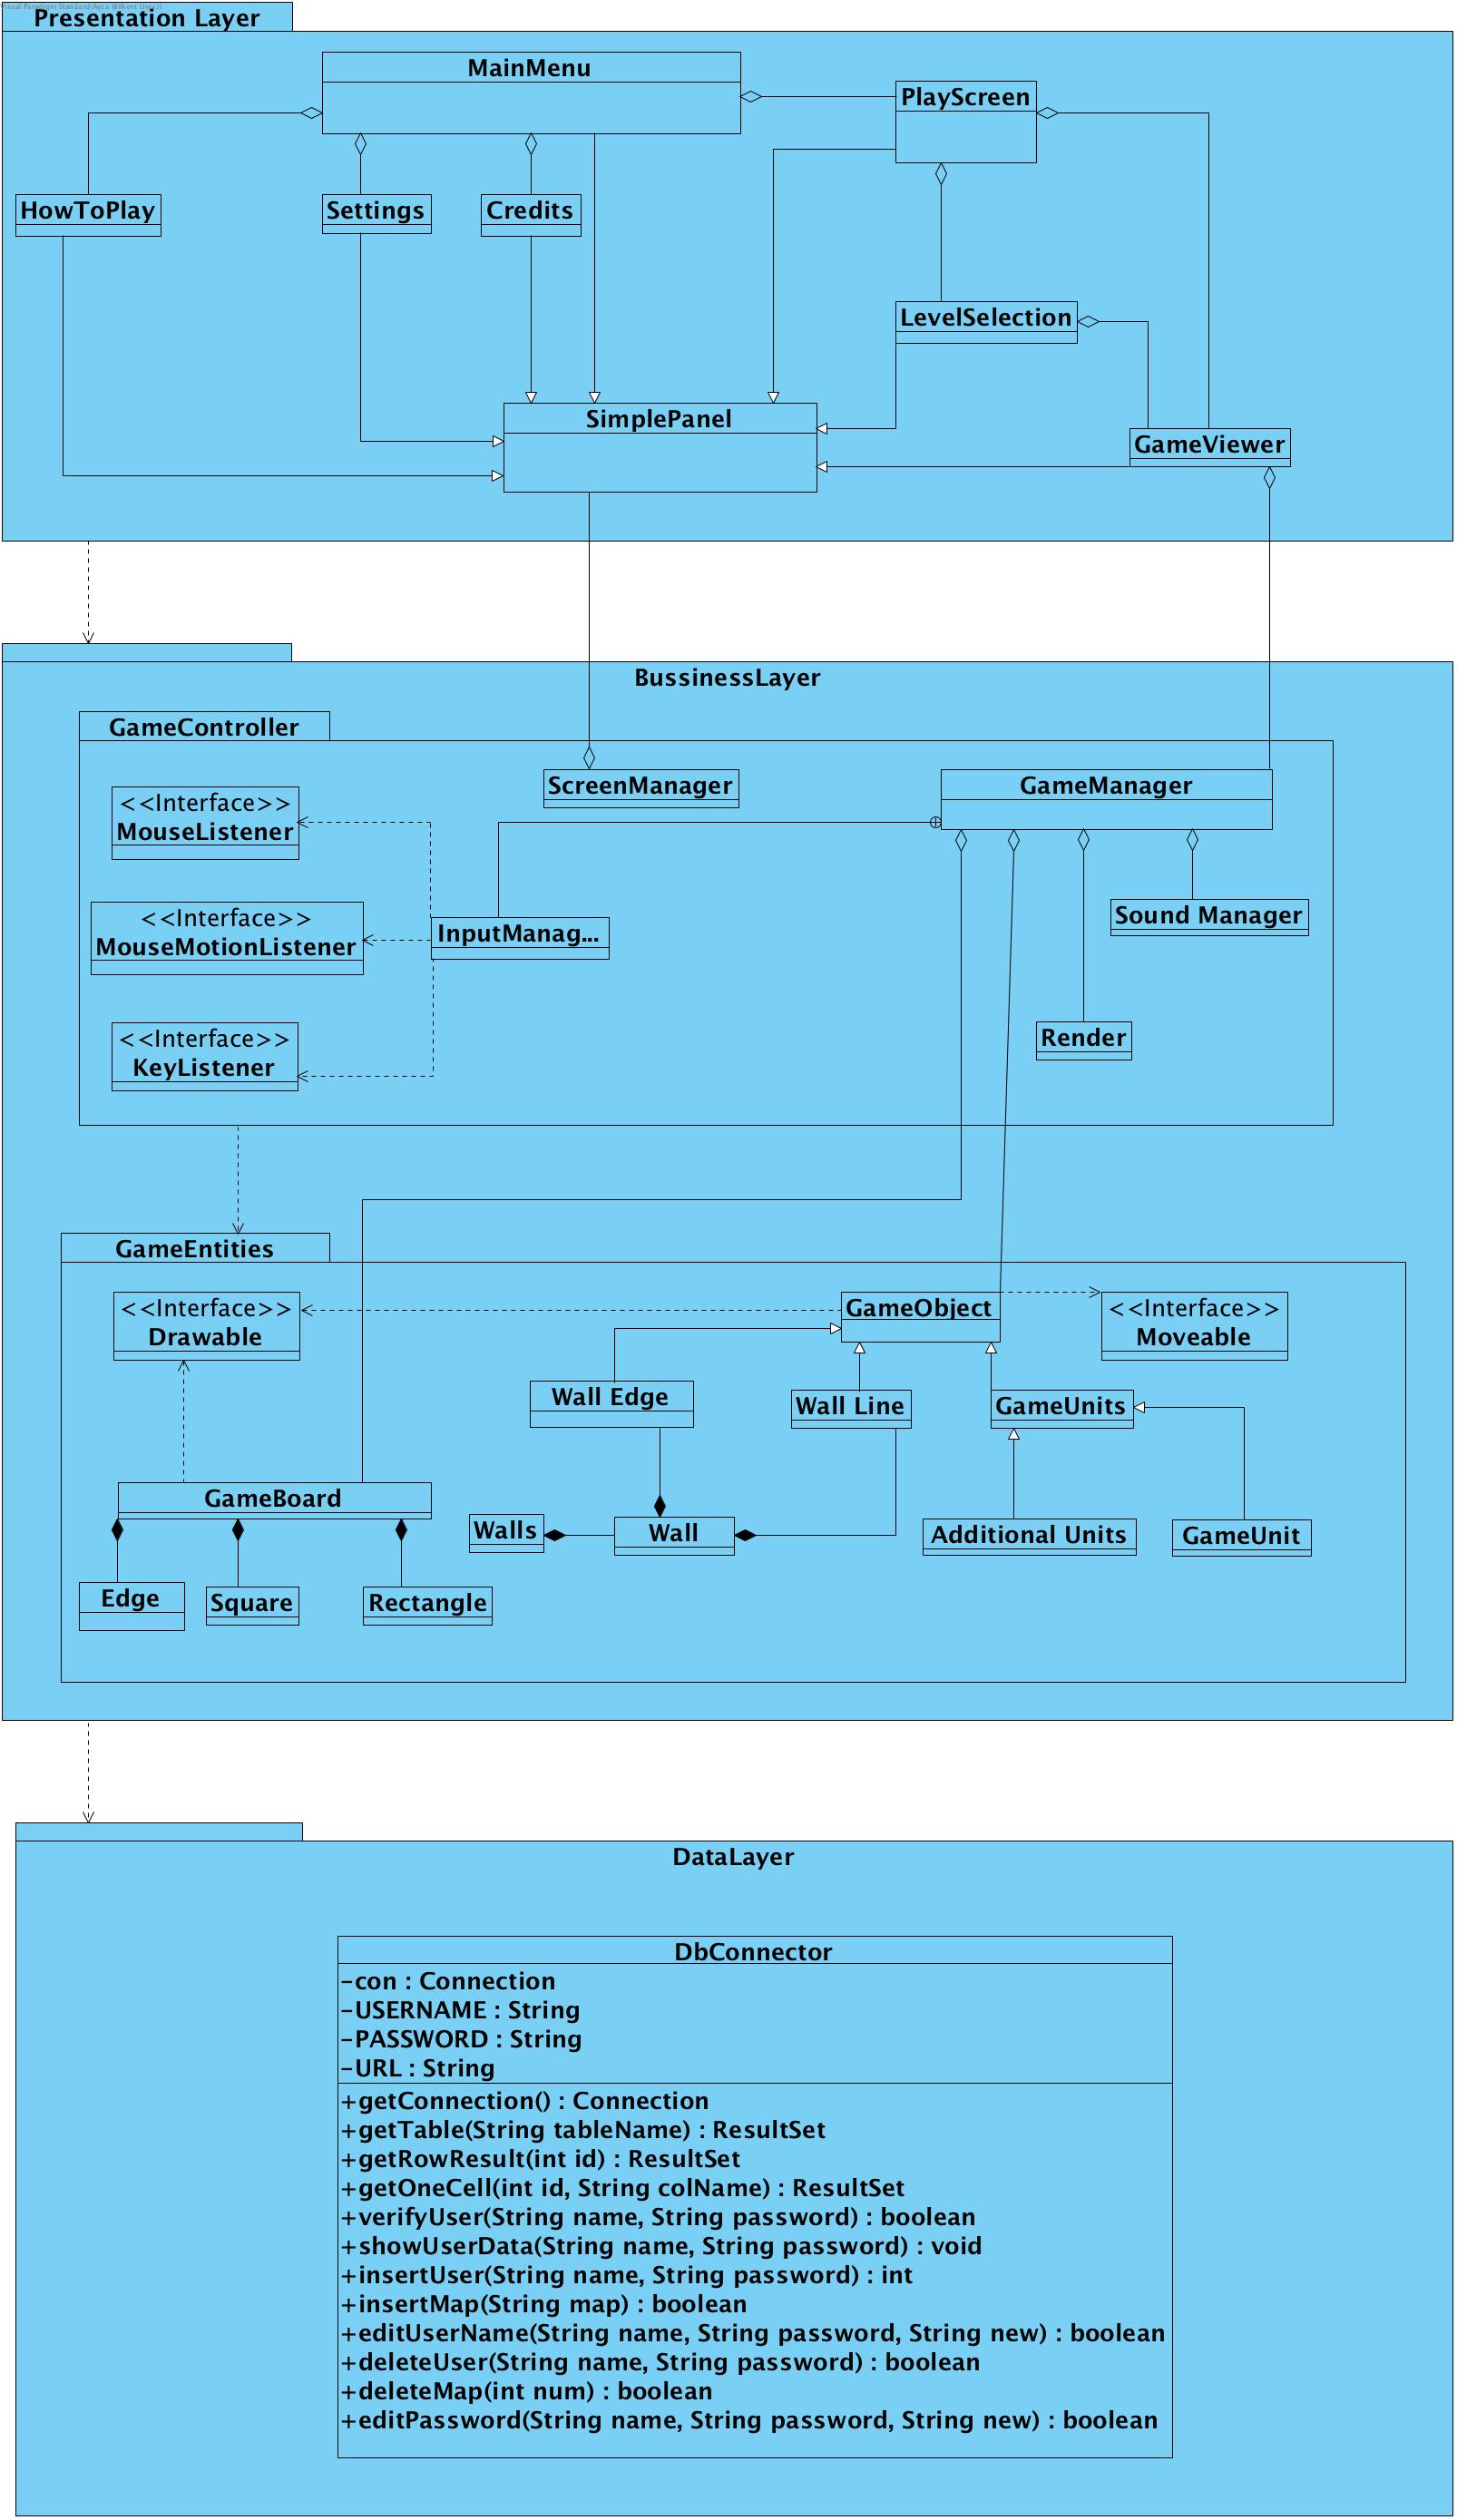 Visual Paradigm Standard(Ayca (Bilkent Univ.))
Presentation Layer
MainMenu
PlayScreen
HowToPlay
Settings
Credits
LevelSelection
SimplePanel
GameViewer
BussinessLayer
GameController
ScreenManager
GameManager
<<Interface>>
MouseListener
Sound Manager
<<Interface>>
MouseMotionListener
InputManag...
Render
<<Interface>>
KeyListener
GameEntities
<<Interface>>
Drawable
GameObject
<<Interface>>
Moveable
Wall Edge
Wall Line
GameUnits
GameBoard
Walls
Wall
Additional Units
GameUnit
Edge
Square
Rectangle
DataLayer
DbConnector
-con : Connection
-USERNAME : String
-PASSWORD : String
-URL : String
+getConnection() : Connection
+getTable(String tableName) : ResultSet
+getRowResult(int id) : ResultSet
+getOneCell(int id, String colName) : ResultSet
+verifyUser(String name, String password) : boolean
+showUserData(String name, String password) : void
+insertUser(String name, String password) : int
+insertMap(String map) : boolean
+editUserName(String name, String password, String new) : boolean
+deleteUser(String name, String password) : boolean
+deleteMap(int num) : boolean
+editPassword(String name, String password, String new) : boolean